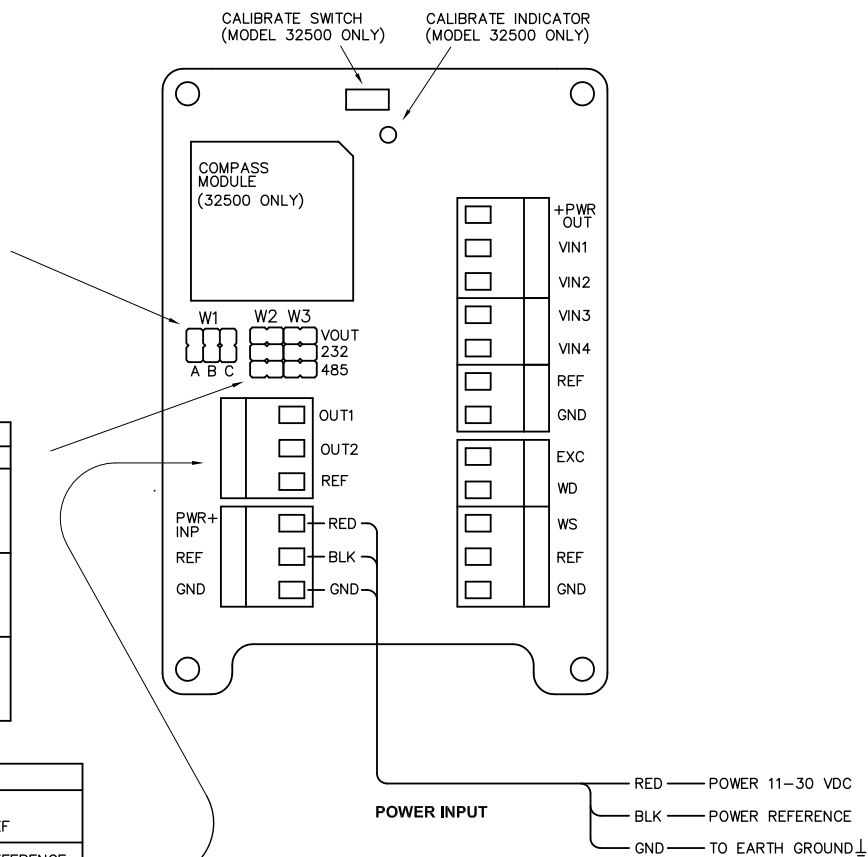 CALIBRATE SWITCH
(MODEL 32500 ONLY)
CALIBRATE INDICATOR
(MODEL 32500 ONLY)
COMPASS
MODULE
(32500 ONLY)
+PWR
OUT
VIN1
VIN2
VIN3
VIN4
REF
GND
EXC
WD
WS
REF
GND
W1
A B C
W2 W3
VOUT
232
485
OUT1
OUT2
REF
PWR+
INP
REF
GND
RED
BLK
GND
POWER INPUT
RED POWER 11-30 VDC
BLK POWER REFERENCE
GND TO EARTH GROUND